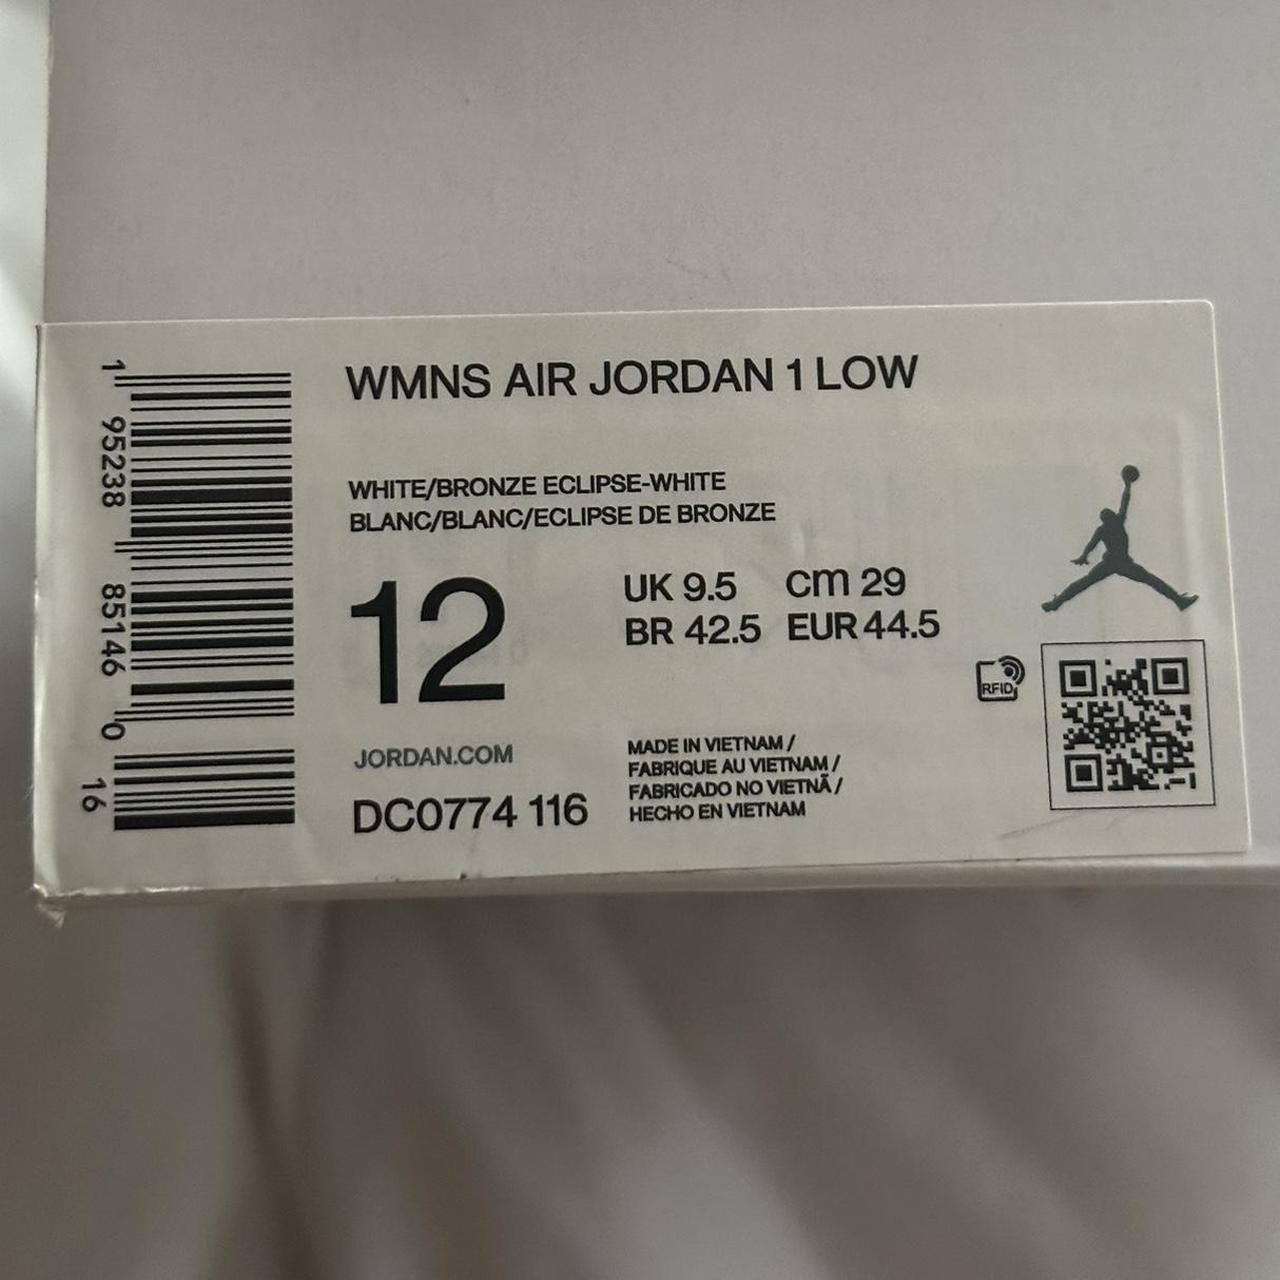 WMNS AIR JORDAN 1 LOW
WHITE/BRONZE ECLIPSE-WHITE
BLANC/BLANC/ECLIPSE DE BRONZE
12
UK 9.5 cm 29
BR 42.5 EUR 44.5
RFID
JORDAN.COM
DC0774 116
MADE IN VIETNAM /
FABRIQUE AU VIETNAM /
FABRICADO NO VIETNÃ /
HECHO EN VIETNAM
1 95238 85146 0
16